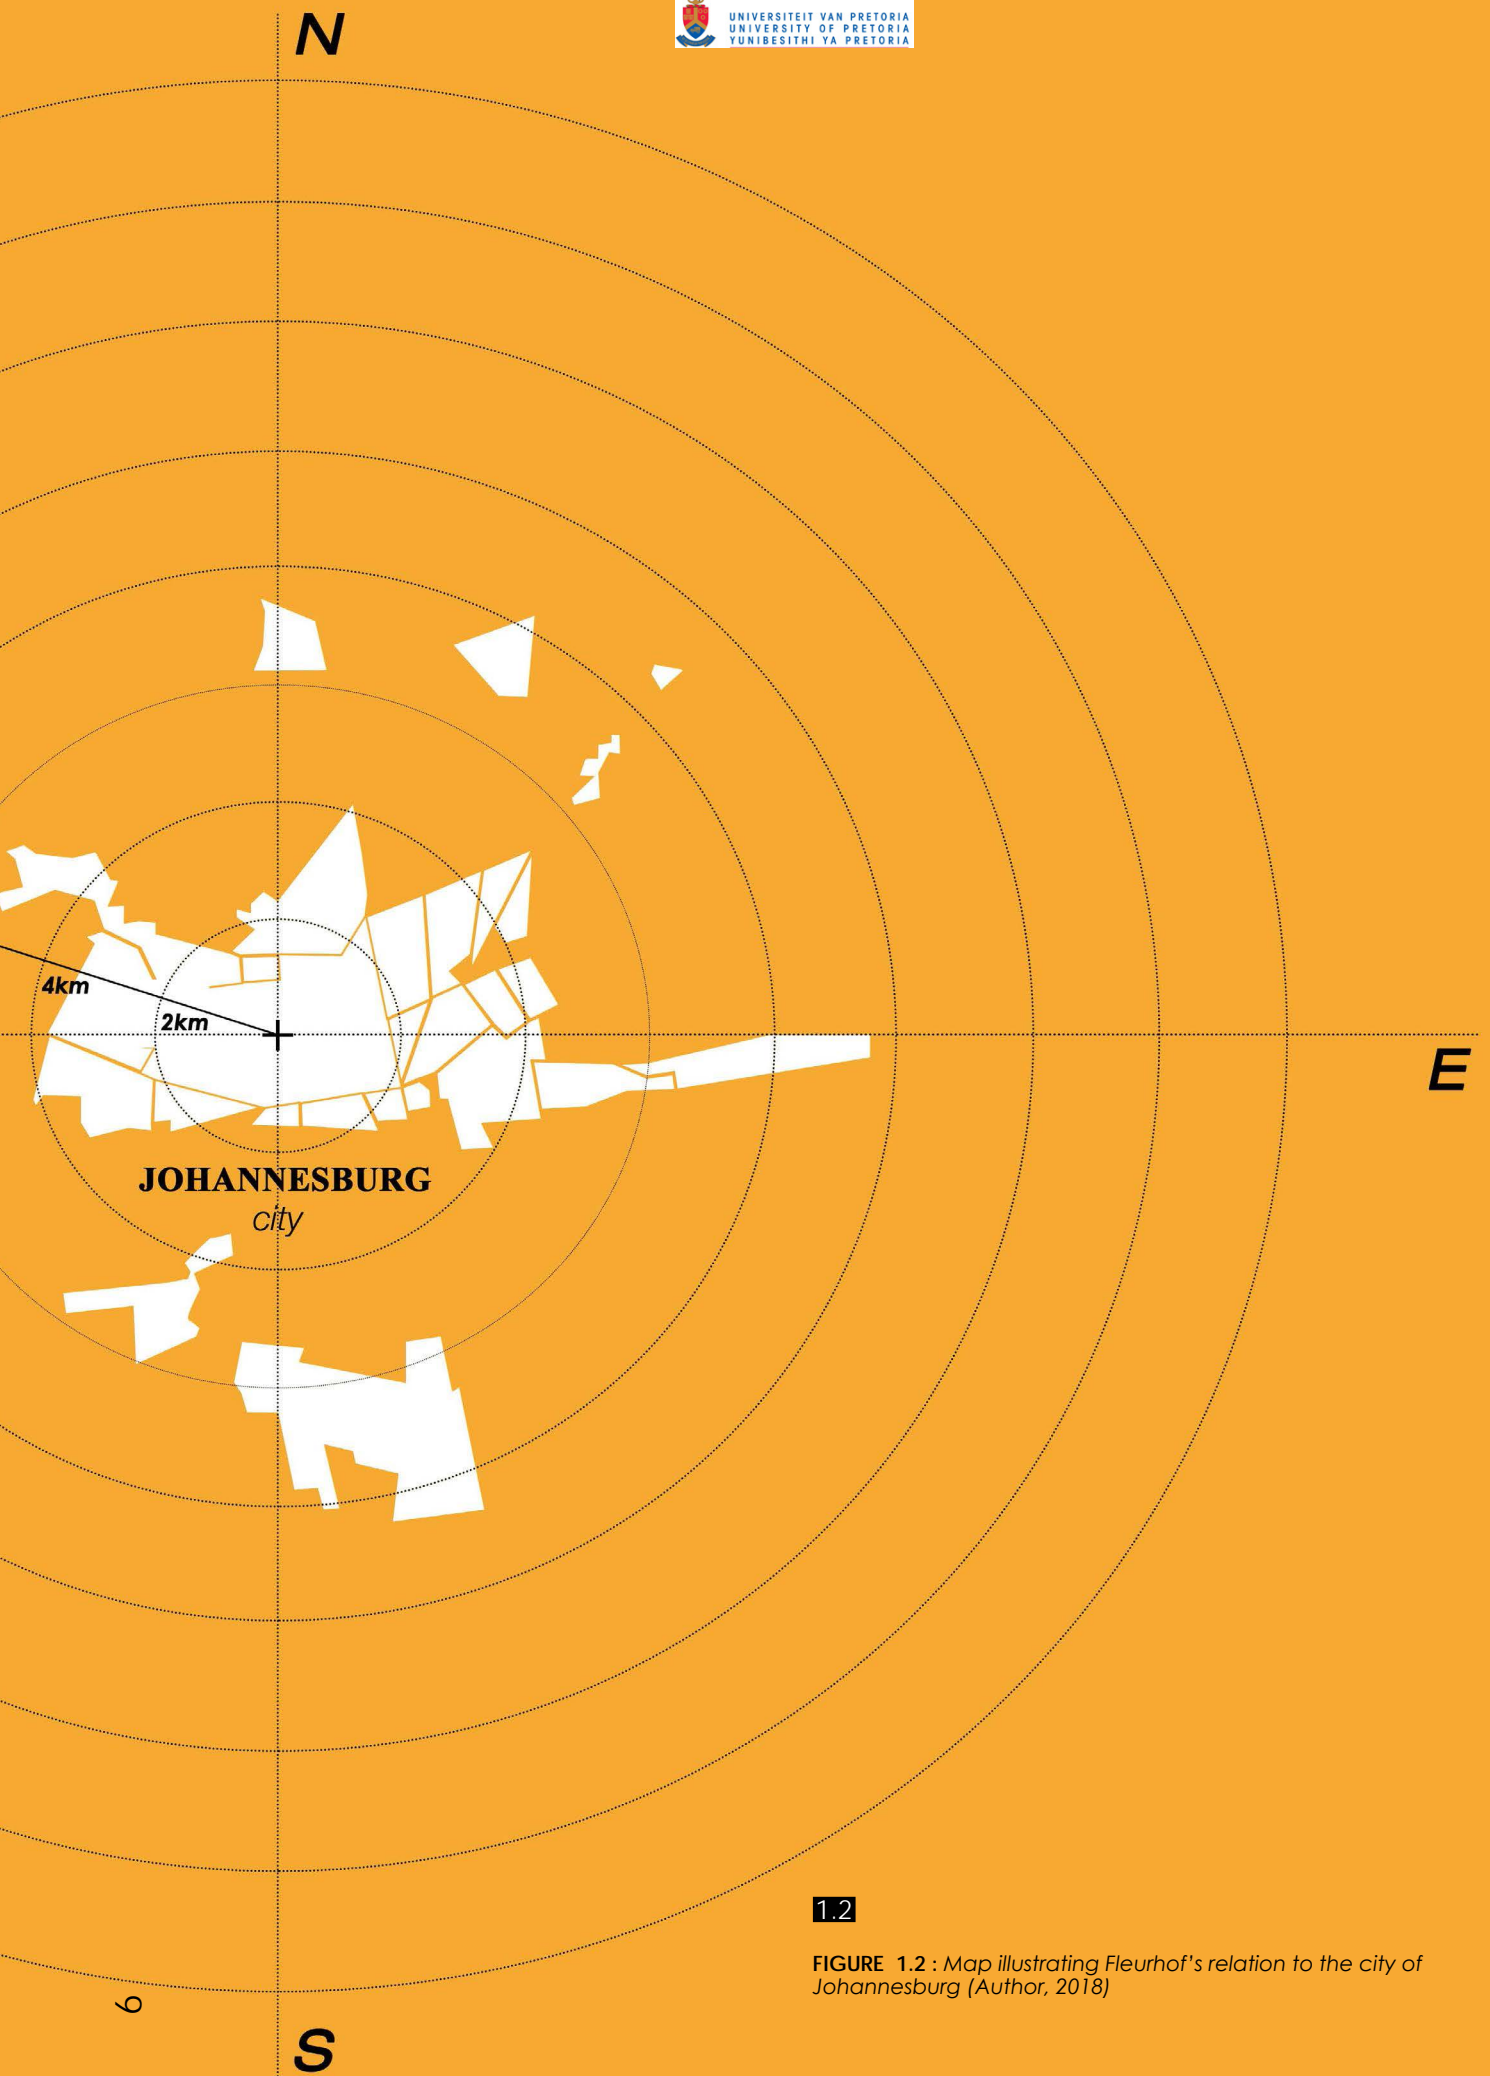 N
UNIVERSITEIT VAN PRETORIA
UNIVERSITY OF PRETORIA
YUNIBESITHI YA PRETORIA
4km
2km
E
JOHANNESBURG
city
1.2
FIGURE 1.2 : Map illustrating Fleurhof's relation to the city of
Johannesburg (Author, 2018)
9
S